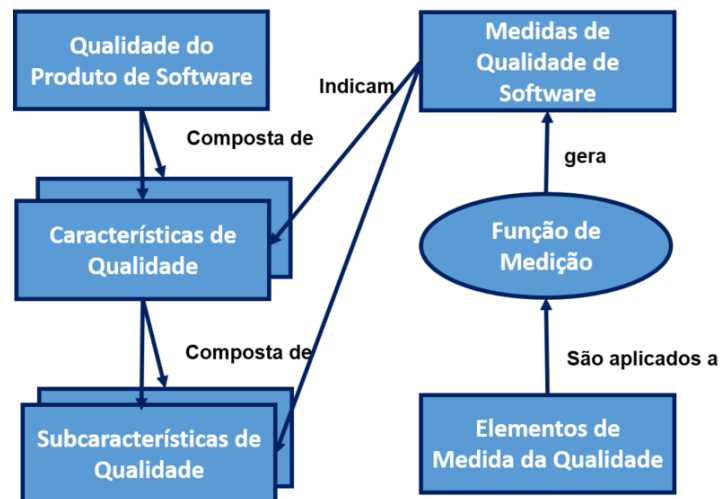 Qualidade do
Produto de Software
Medidas de
Qualidade de
Software
Indicam
Composta de
gera
Características de
Qualidade
Função de
Medição
Composta de
São aplicados a
Subcaracterísticas de
Qualidade
Elementos de
Medida da Qualidade